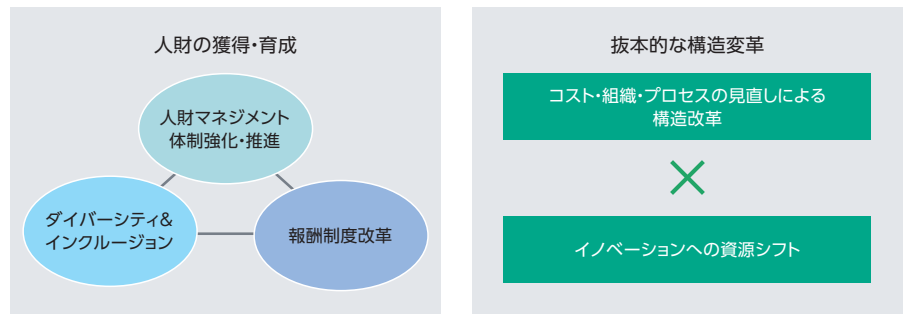 人財の獲得・育成
人財マネジメント
体制強化・推進
ダイバーシティ&
インクルージョン
報酬制度改革
抜本的な構造変革
コスト・組織・プロセスの見直しによる
構造改革
×
イノベーションへの資源シフト